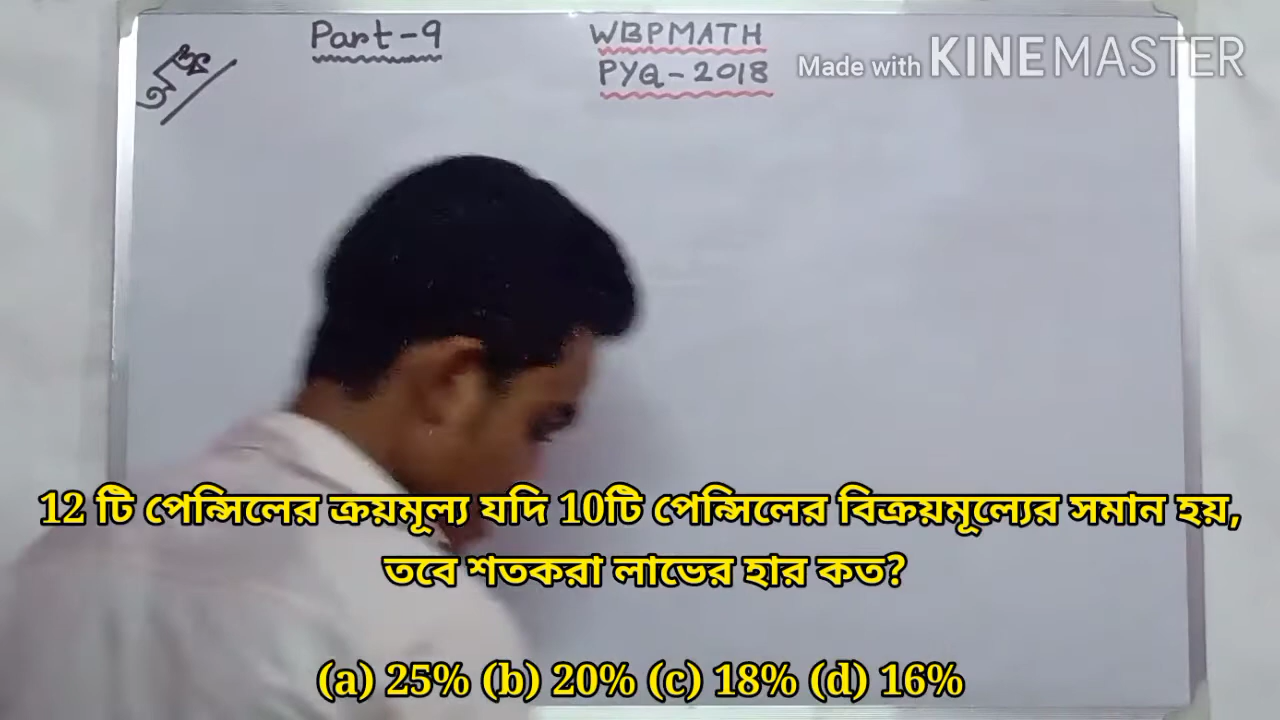 অঙ্ক
Part-9
WBPMATH
PYQ-2018
Made with KINEMASTER
12 টি পেন্সিলের ক্রয়মূল্য যদি 10টি পেন্সিলের বিক্রয়মূল্যের সমান হয়,
তবে শতকরা লাভের হার কত?
(a) 25% (b) 20% (c) 18% (d) 16%